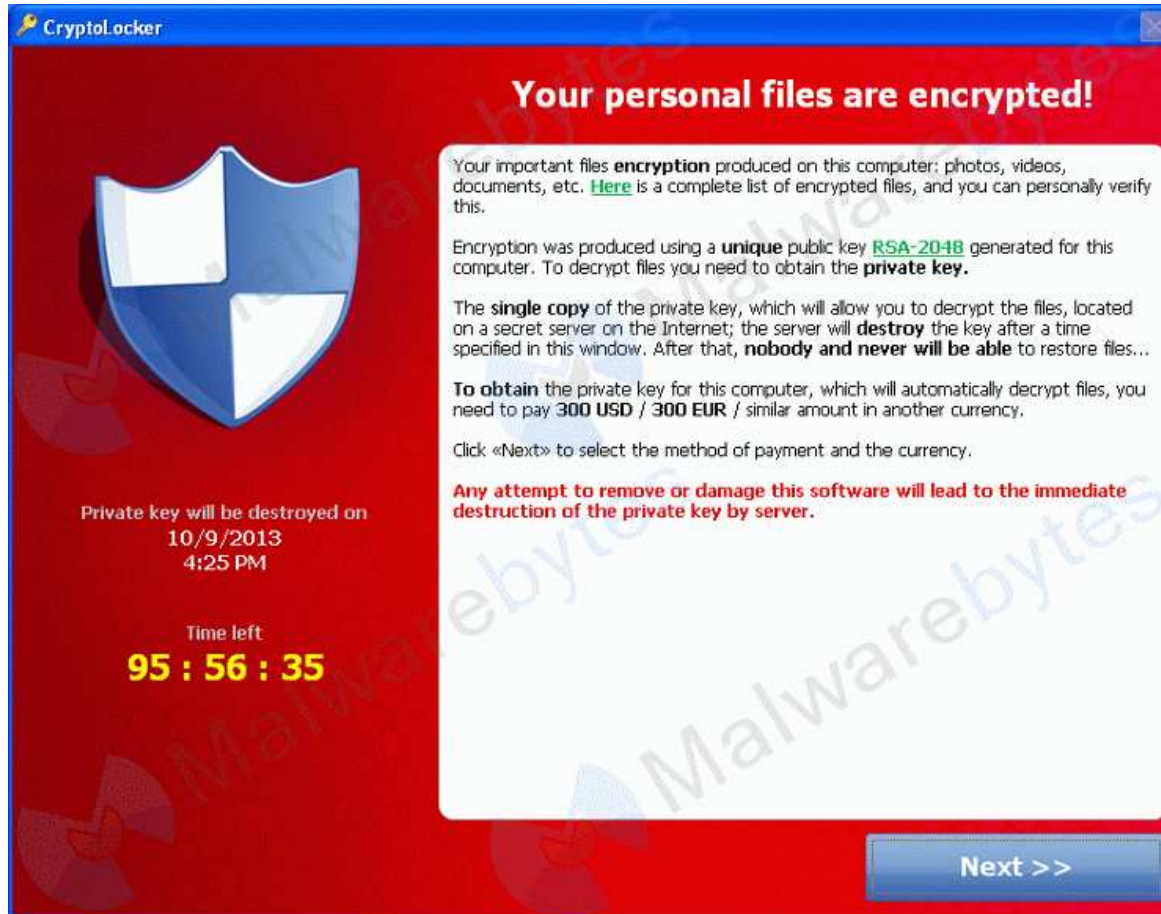 CryptoLocker
Your personal files are encrypted!
Your important files encryption produced on this computer: photos, videos,
documents, etc. Here is a complete list of encrypted files, and you can personally verify
this.
Encryption was produced using a unique public key RSA-2048 generated for this
computer. To decrypt files you need to obtain the private key.
The single copy of the private key, which will allow you to decrypt the files, located
on a secret server on the Internet; the server will destroy the key after a time
specified in this window. After that, nobody and never will be able to restore files...
To obtain the private key for this computer, which will automatically decrypt files, you
need to pay 300 USD / 300 EUR / similar amount in another currency.
Click «Next» to select the method of payment and the currency.
Any attempt to remove or damage this software will lead to the immediate
destruction of the private key by server.
Private key will be destroyed on
10/9/2013
4:25 PM
Time left
95 : 56 : 35
Next >>
Malwarebytes
Malwarebytes
Malwarebytes
Malwarebytes